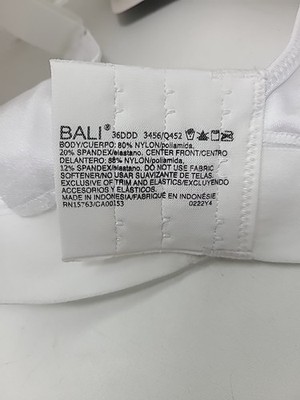 BALI® 36DDD 3456/Q452
BODY/CUERPO: 80% NYLON/poliamida,
20% SPANDEX/elastano. CENTER FRONT/CENTRO
DELANTERO: 88% NYLON/poliamida,
12% SPANDEX/elastano. DO NOT USE FABRIC
SOFTENER/NO USAR SUAVIZANTE DE TELAS.
EXCLUSIVE OF TRIM AND ELASTICS/EXCLUYENDO
ACCESORIOS Y ELÁSTICOS.
MADE IN INDONESIA/FABRIQUÉ EN INDONÉSIE
RN15763/CA00153 0222Y4